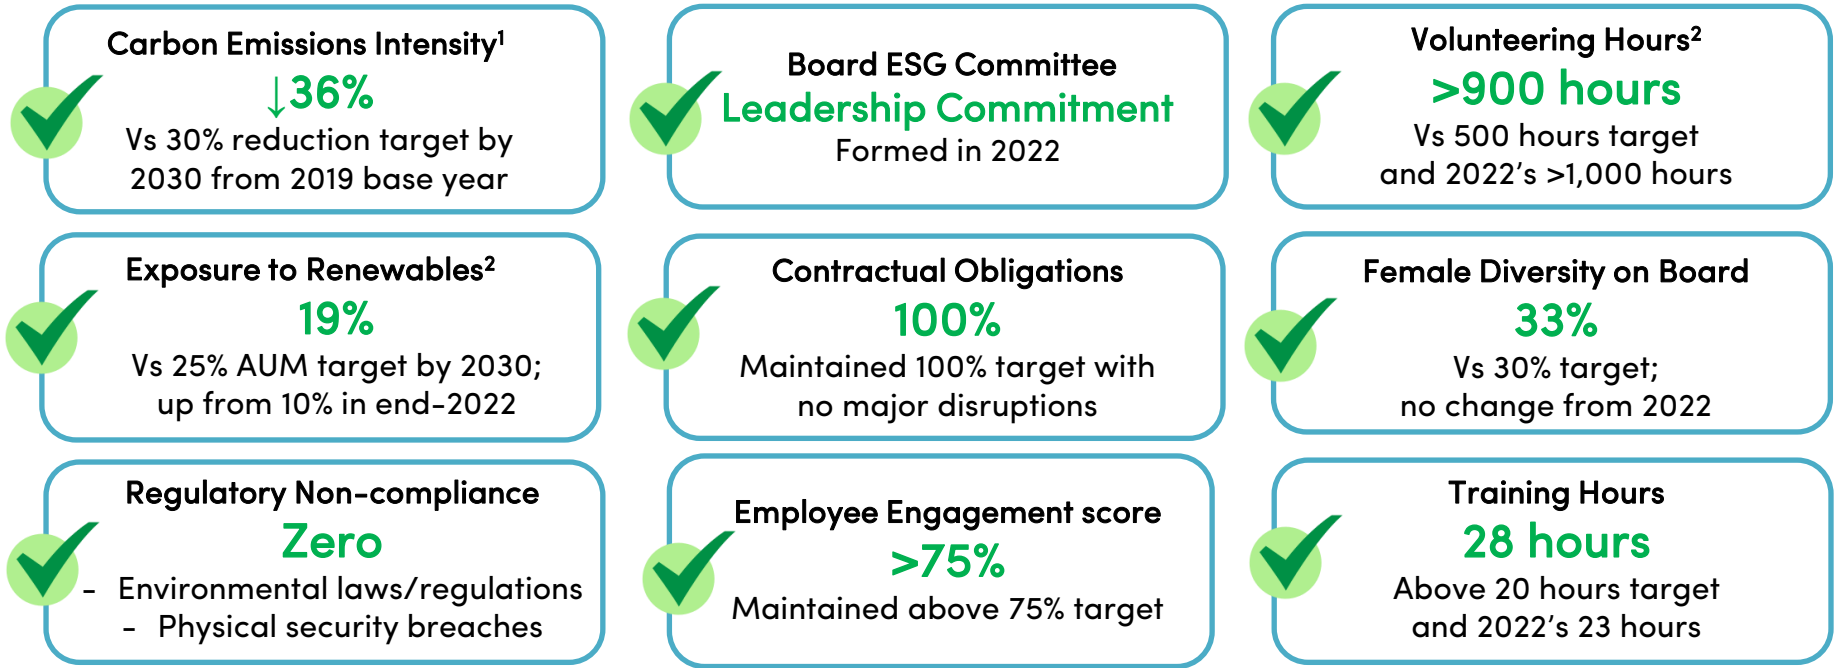 Carbon Emissions Intensity¹
↓36%
Vs 30% reduction target by
2030 from 2019 base year
Board ESG Committee
Leadership Commitment
Formed in 2022
Volunteering Hours²
>900 hours
Vs 500 hours target
and 2022's >1,000 hours
Exposure to Renewables²
19%
Vs 25% AUM target by 2030;
up from 10% in end-2022
Contractual Obligations
100%
Maintained 100% target with
no major disruptions
Female Diversity on Board
33%
Vs 30% target;
no change from 2022
Regulatory Non-compliance
Zero
- Environmental laws/regulations
- Physical security breaches
Employee Engagement score
>75%
Maintained above 75% target
Training Hours
28 hours
Above 20 hours target
and 2022's 23 hours